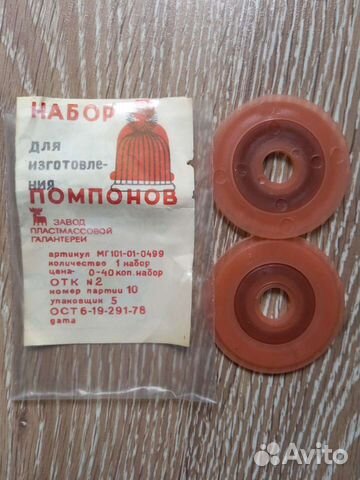 НАБОР
для
изготовле-
ния
ПОМПОНОВ
ЗАВОД
ПЛАСТМАССОВОЙ
ГАЛАНТЕРЕИ
артикул МГ101-01-0499
количество 1 набор
цена- 0-40 коп. набор
ОТК №2
номер партии 10
упаковщик 5
ОСТ 6-19-291-78
дата
Avito